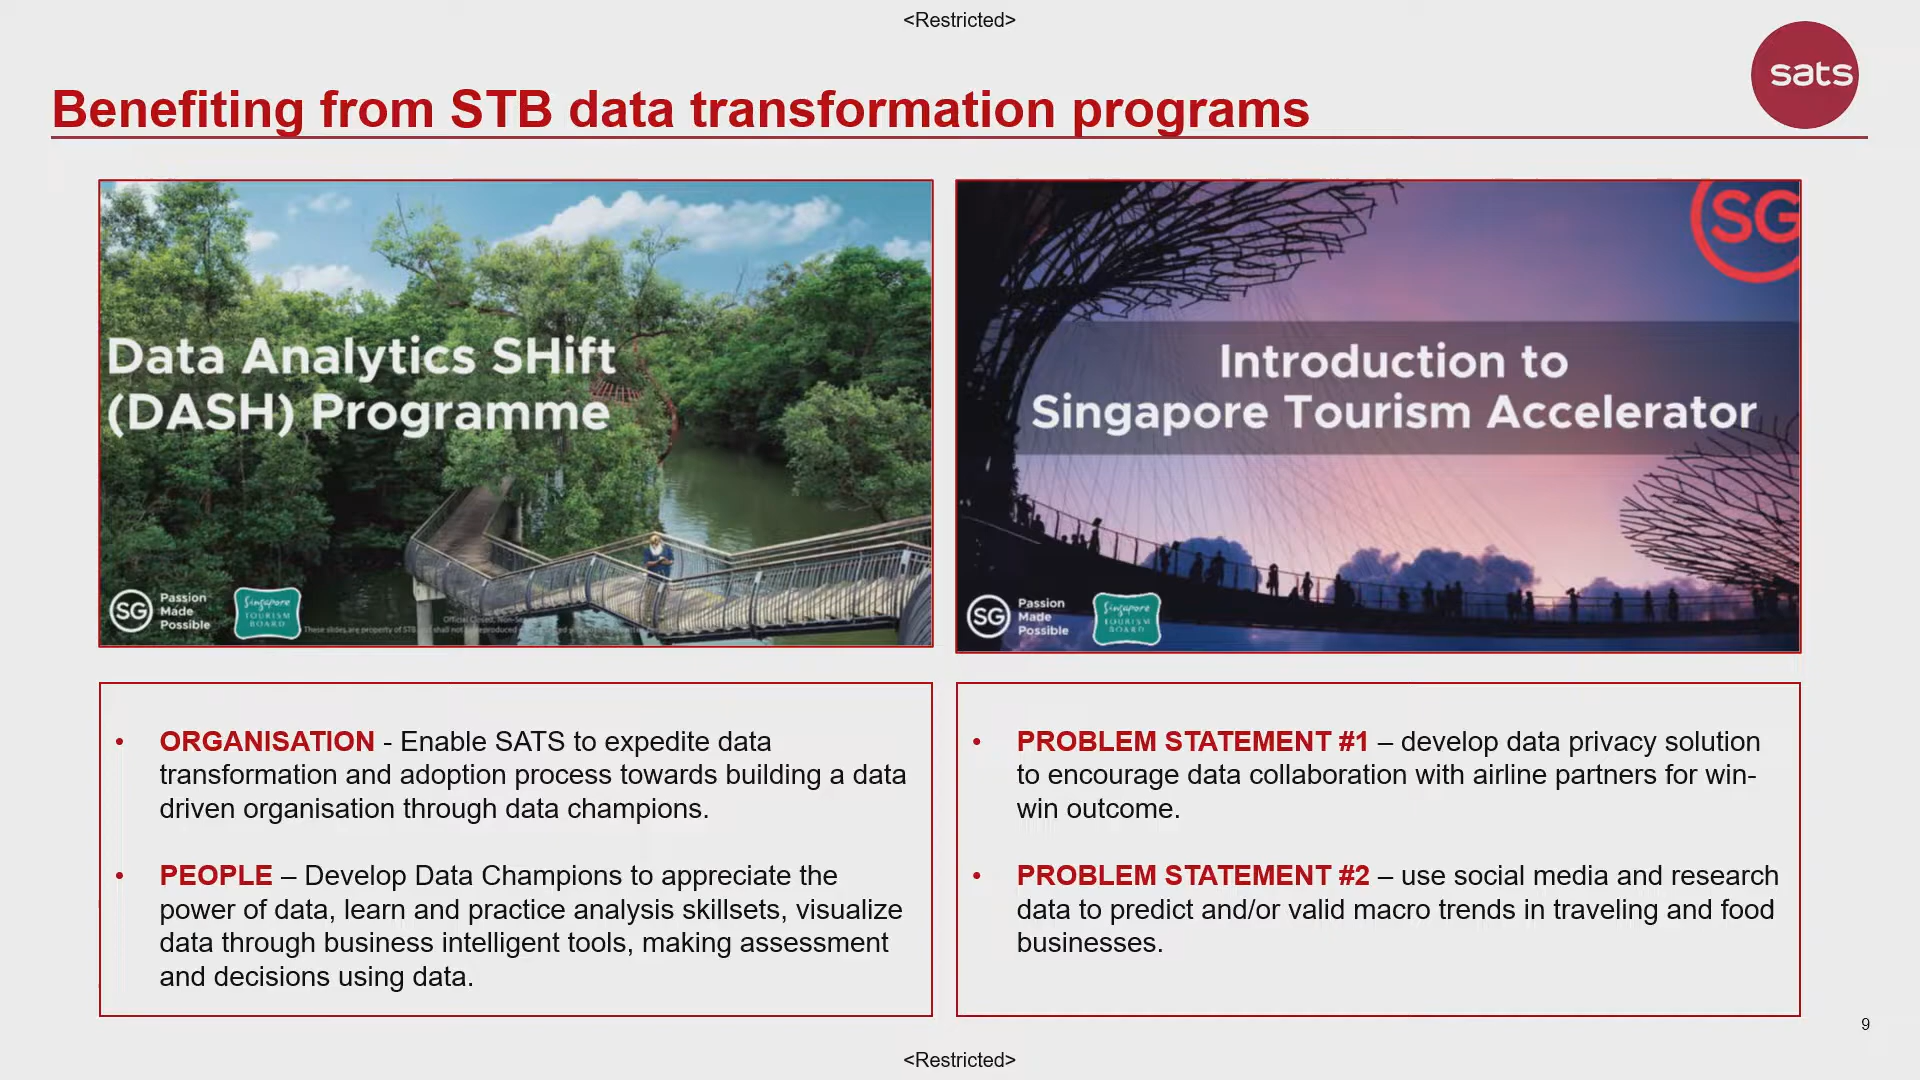 <Restricted>
sats
Benefiting from STB data transformation programs
Data Analytics SHift
(DASH) Programme
SG
Passion
Made
Possible
Singapore
TOURISM
BOARD
These slides are property of STB
SG
Introduction to
Singapore Tourism Accelerator
SG
Passion
Made
Possible
Singapore
TOURISM
BOARD
• ORGANISATION - Enable SATS to expedite data
transformation and adoption process towards building a data
driven organisation through data champions.
• PEOPLE – Develop Data Champions to appreciate the
power of data, learn and practice analysis skillsets, visualize
data through business intelligent tools, making assessment
and decisions using data.
• PROBLEM STATEMENT #1 – develop data privacy solution
to encourage data collaboration with airline partners for win-
win outcome.
• PROBLEM STATEMENT #2 – use social media and research
data to predict and/or valid macro trends in traveling and food
businesses.
9
<Restricted>